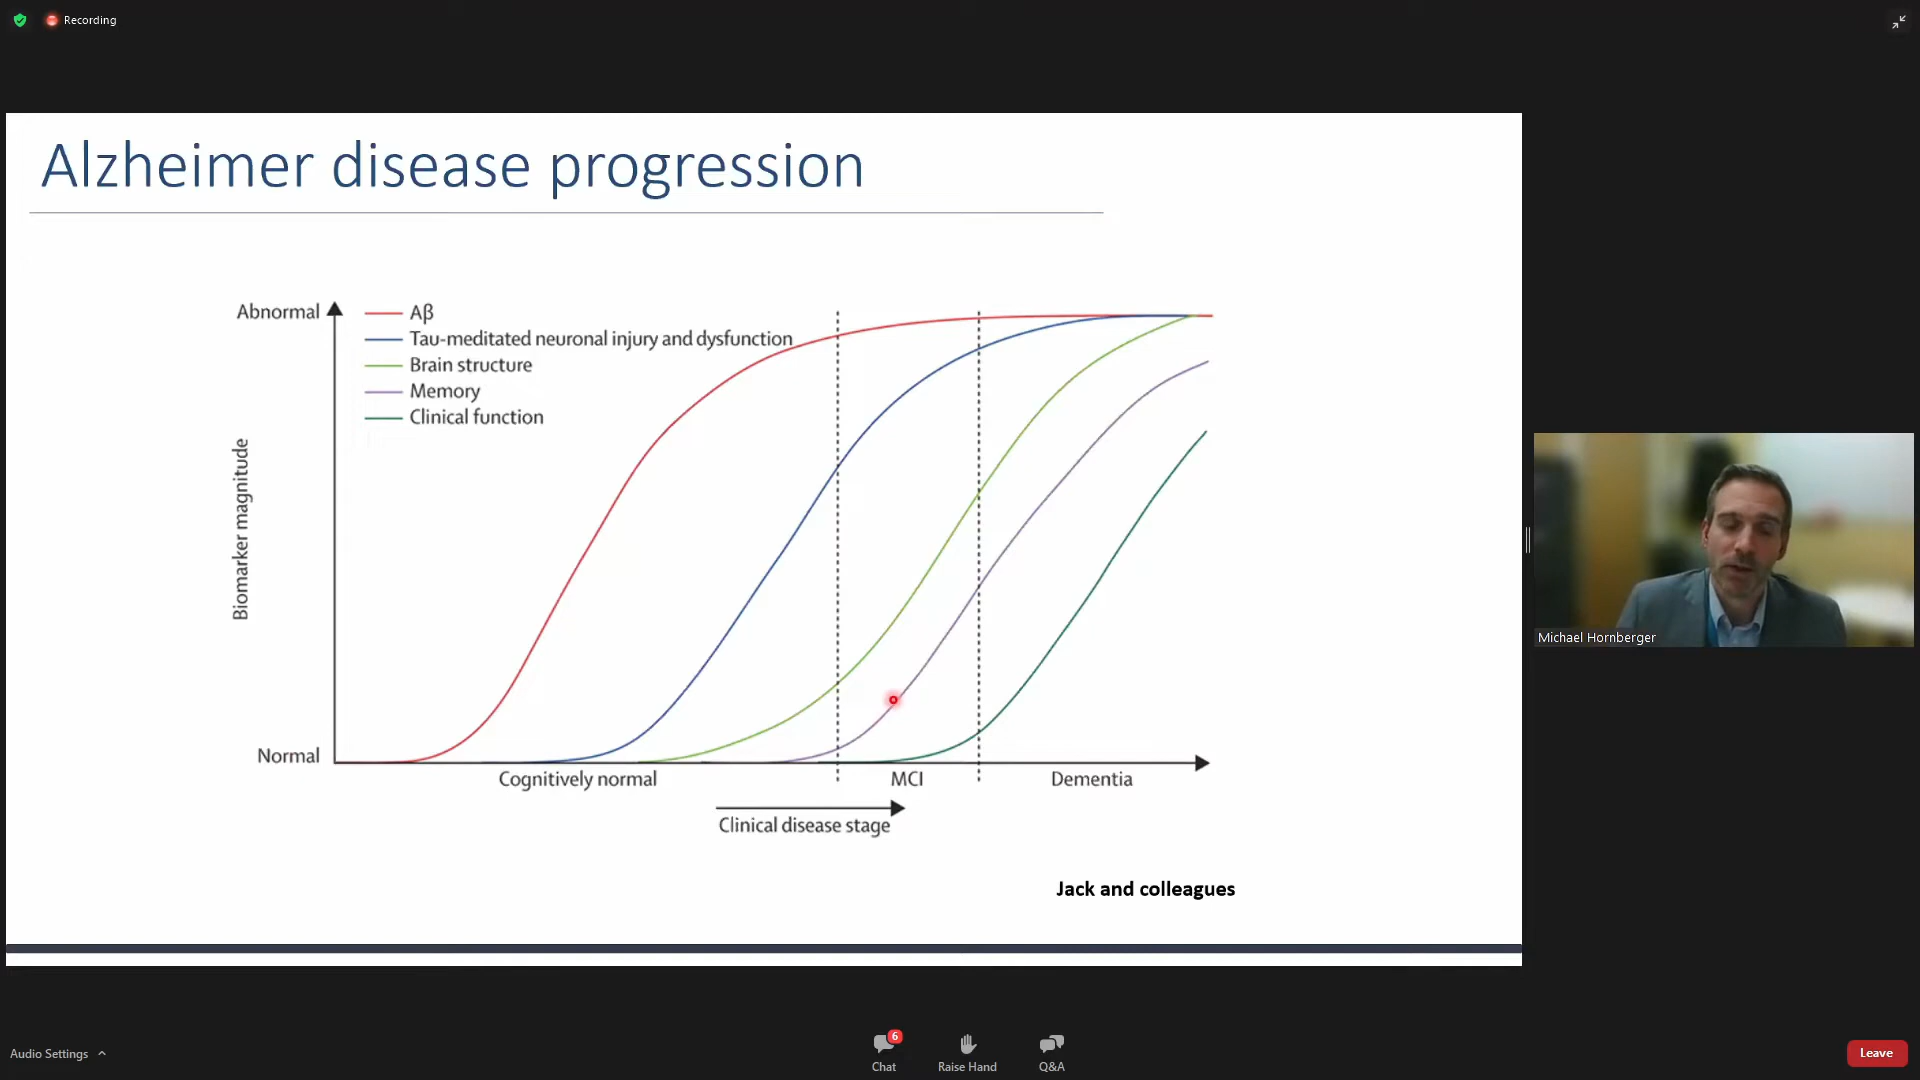 Recording
Alzheimer disease progression
Abnormal
Aβ
Tau-meditated neuronal injury and dysfunction
Brain structure
Memory
Clinical function
Biomarker magnitude
Normal
Cognitively normal
MCI
Dementia
Clinical disease stage
Jack and colleagues
Michael Hornberger
Audio Settings
6
Chat
Raise Hand
Q&A
Leave